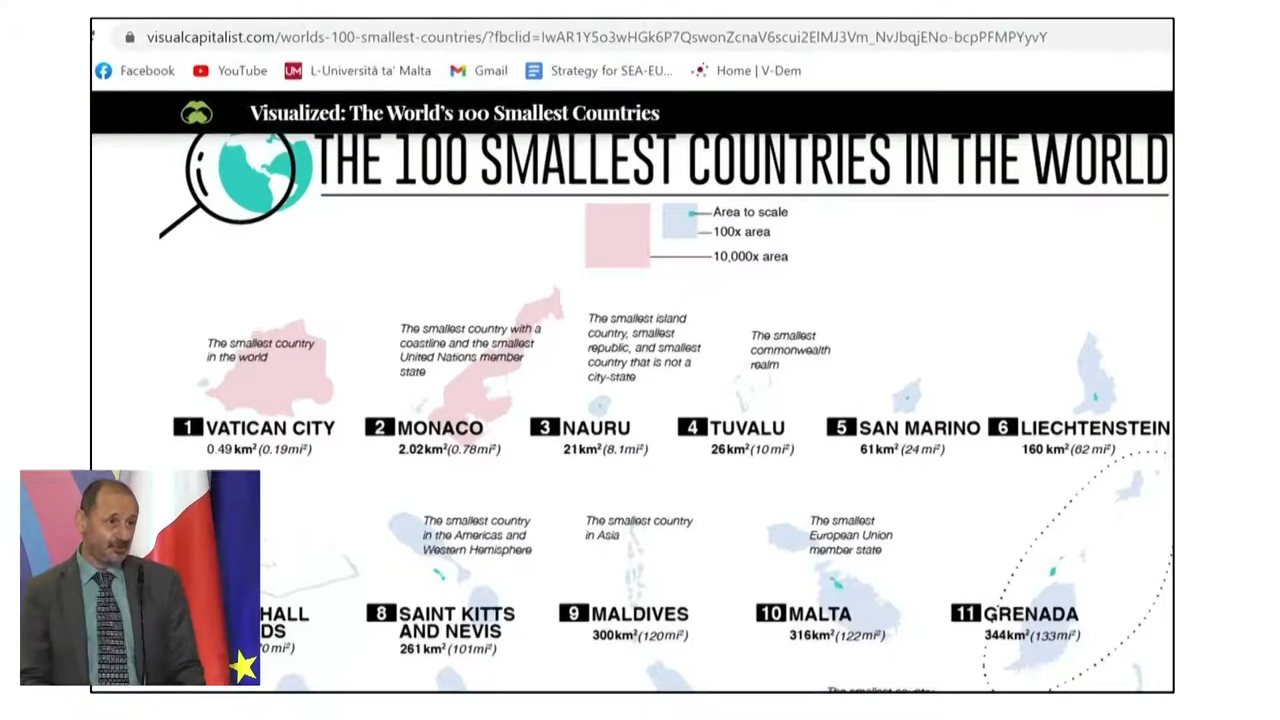 visualcapitalist.com/worlds-100-smallest-countries/?fbclid=IwAR1Y5o3wHGk6P7QswonZcnaV6scui2ElMJ3Vm_NvJbqjENo-bcpPFMPYyvY
Facebook
YouTube
UM L-Università ta' Malta
Gmail
Strategy for SEA-EU...
Home | V-Dem
Visualized: The World's 100 Smallest Countries
THE 100 SMALLEST COUNTRIES IN THE WORLD
Area to scale
100x area
10,000x area
The smallest country
in the world
The smallest country with a
coastline and the smallest
United Nations member
state
The smallest island
country, smallest
republic, and smallest
country that is not a
city-state
The smallest
commonwealth
realm
1 VATICAN CITY
0.49 km² (0.19mi²)
2 MONACO
2.02km² (0.78mi²)
3 NAURU
21km² (8.1mi²)
4 TUVALU
26km² (10mi²)
5 SAN MARINO
61km² (24mi²)
6 LIECHTENSTEIN
160 km² (62mi²)
The smallest country
in the Americas and
Western Hemisphere
The smallest country
in Asia
The smallest
European Union
member state
HALL
DS
0mi²)
8 SAINT KITTS
AND NEVIS
261km² (101mi²)
9 MALDIVES
300km² (120mi²)
10 MALTA
316km² (122mi²)
11 GRENADA
344km² (133mi²)